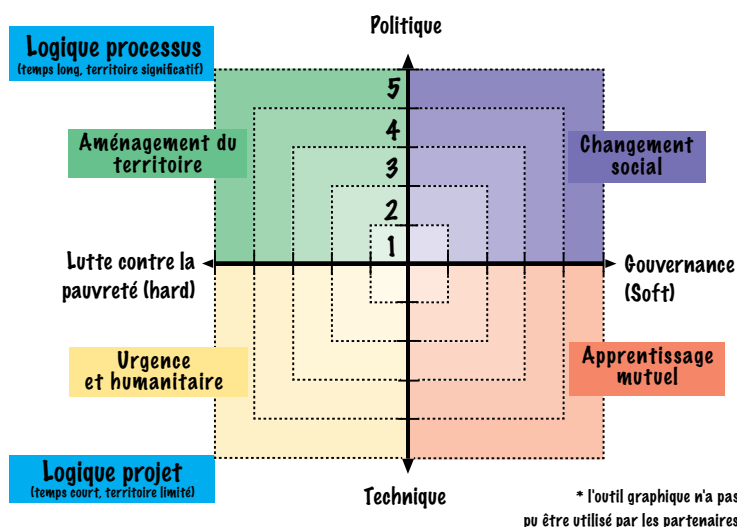 Politique
Logique processus
(temps long, territoire significatif)
5
4
3
2
1
Aménagement du
territoire
Changement
social
Lutte contre la
pauvreté (hard)
Gouvernance
(Soft)
Urgence
et humanitaire
Apprentissage
mutuel
Logique projet
(temps court, territoire limité)
Technique
* l'outil graphique n'a pas
pu être utilisé par les partenaires